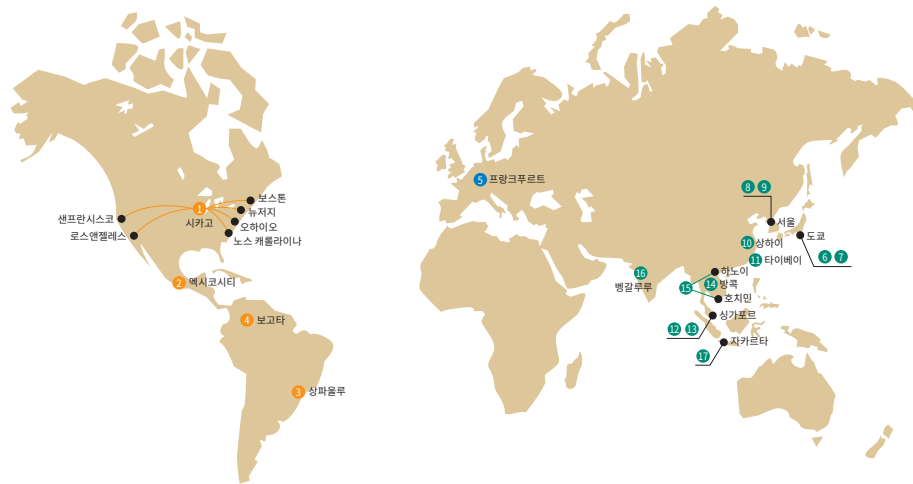 보스톤
1
뉴저지
샌프란시스코
시카고
오하이오
로스앤젤레스
노스 캐롤라이나
2 멕시코시티
4 보고타
3 상파울루
5 프랑크푸르트
8 9
서울
10 상하이
도쿄
6 7
11 타이베이
16
벵갈루루
하노이
14 방콕
15
호치민
싱가포르
12 13
자카르타
17